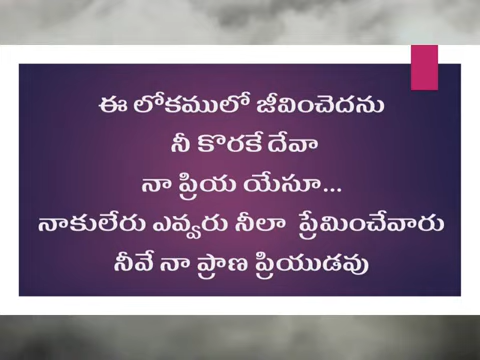 ఈ లోకములో జీవించెదను
నీ కొరకే దేవా
నా ప్రియ యేసూ...
నాకులేరు ఎవ్వరు నీలా ప్రేమించేవారు
నీవే నా ప్రాణ ప్రియుడవు